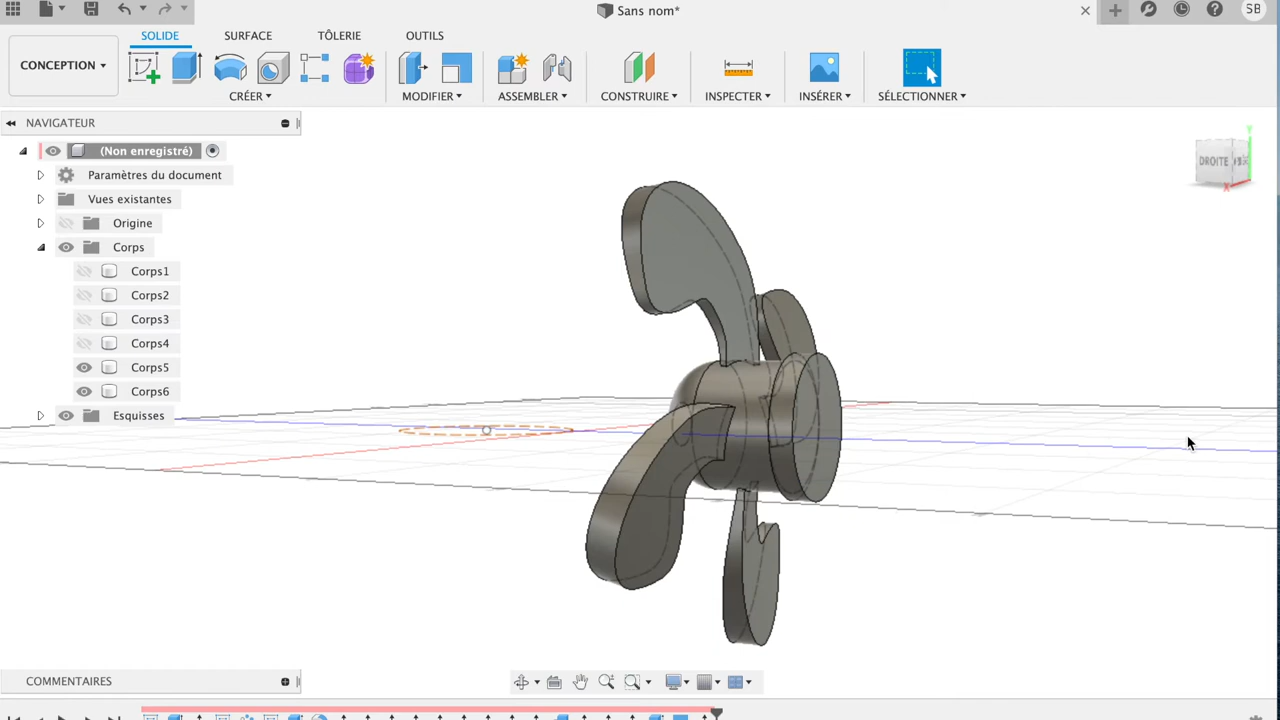 Sans nom*
SB
SOLIDE SURFACE TÔLERIE OUTILS
CONCEPTION
CRÉER MODIFIER ASSEMBLER CONSTRUIRE INSPECTER INSÉRER SÉLECTIONNER
NAVIGATEUR
(Non enregistré)
Paramètres du document
Vues existantes
Origine
Corps
Corps1
Corps2
Corps3
Corps4
Corps5
Corps6
Esquisses
Y
DROITE
X
COMMENTAIRES